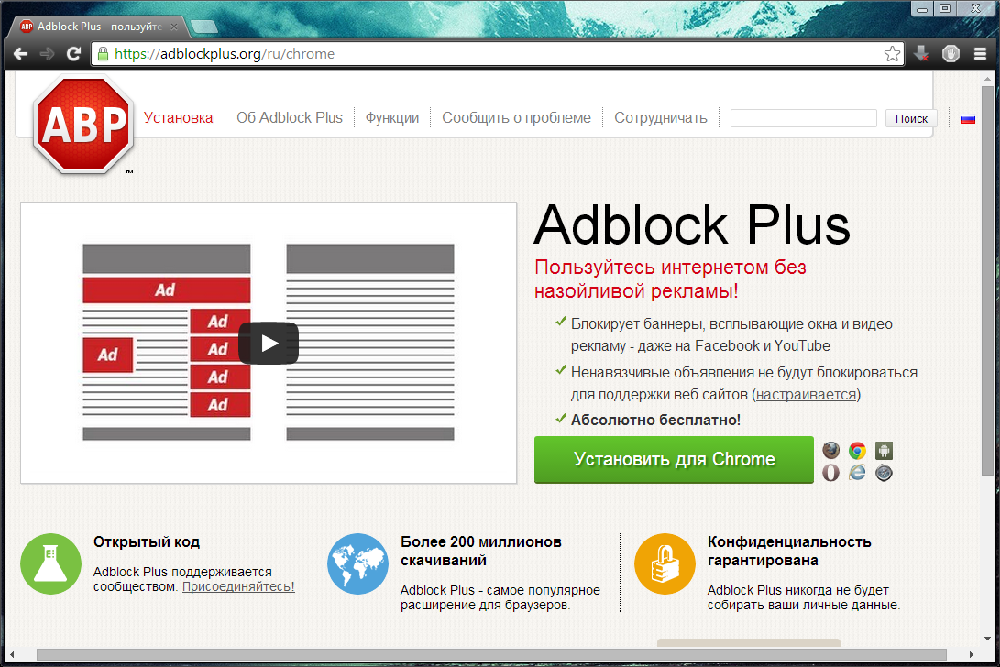 Adblock Plus - пользуйте
https://adblockplus.org/ru/chrome
ABP
™
Установка
Об Adblock Plus
Функции
Сообщить о проблеме
Сотрудничать
Поиск
Ad
Ad
Ad
Ad
Ad
Ad
Adblock Plus
Пользуйтесь интернетом без
назойливой рекламы!
Блокирует баннеры, всплывающие окна и видео
рекламу - даже на Facebook и YouTube
Ненавязчивые объявления не будут блокироваться
для поддержки веб сайтов (настраивается)
Абсолютно бесплатно!
Установить для Chrome
Открытый код
Adblock Plus поддерживается
сообществом. Присоединяйтесь!
Более 200 миллионов
скачиваний
Adblock Plus - самое популярное
расширение для браузеров.
Конфиденциальность
гарантирована
Adblock Plus никогда не будет
собирать ваши личные данные.